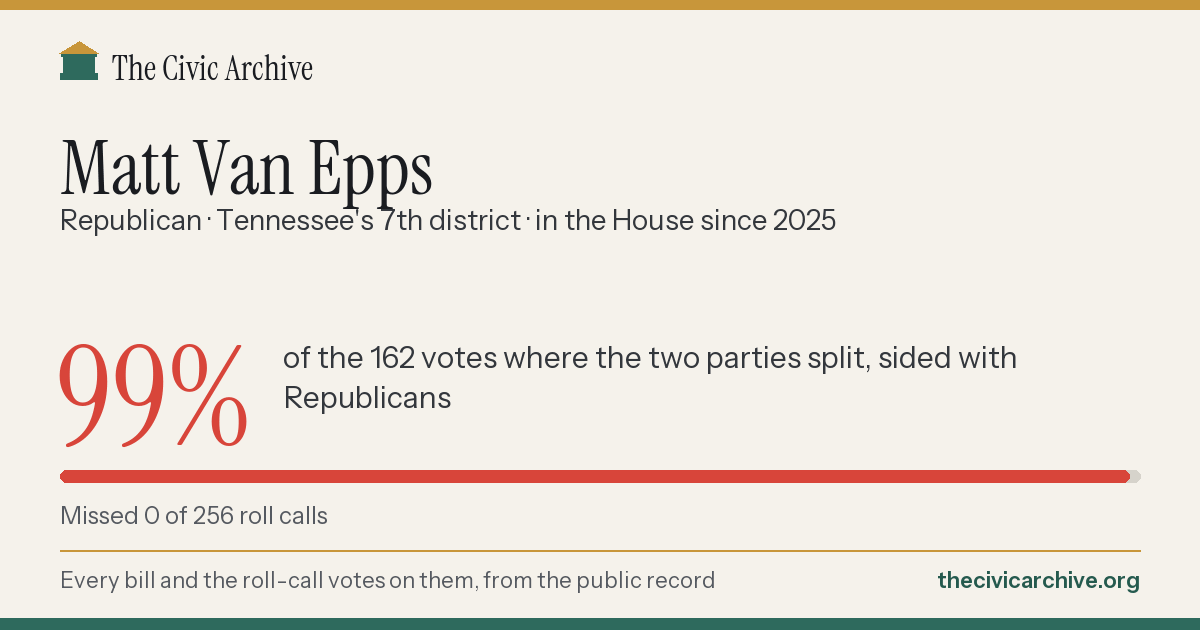 The Civic Archive
Matt Van Epps
Republican · Tennessee's 7th district · in the House since 2025
99%
of the 162 votes where the two parties split, sided with
Republicans
Missed 0 of 256 roll calls
Every bill and the roll-call votes on them, from the public record
thecivicarchive.org